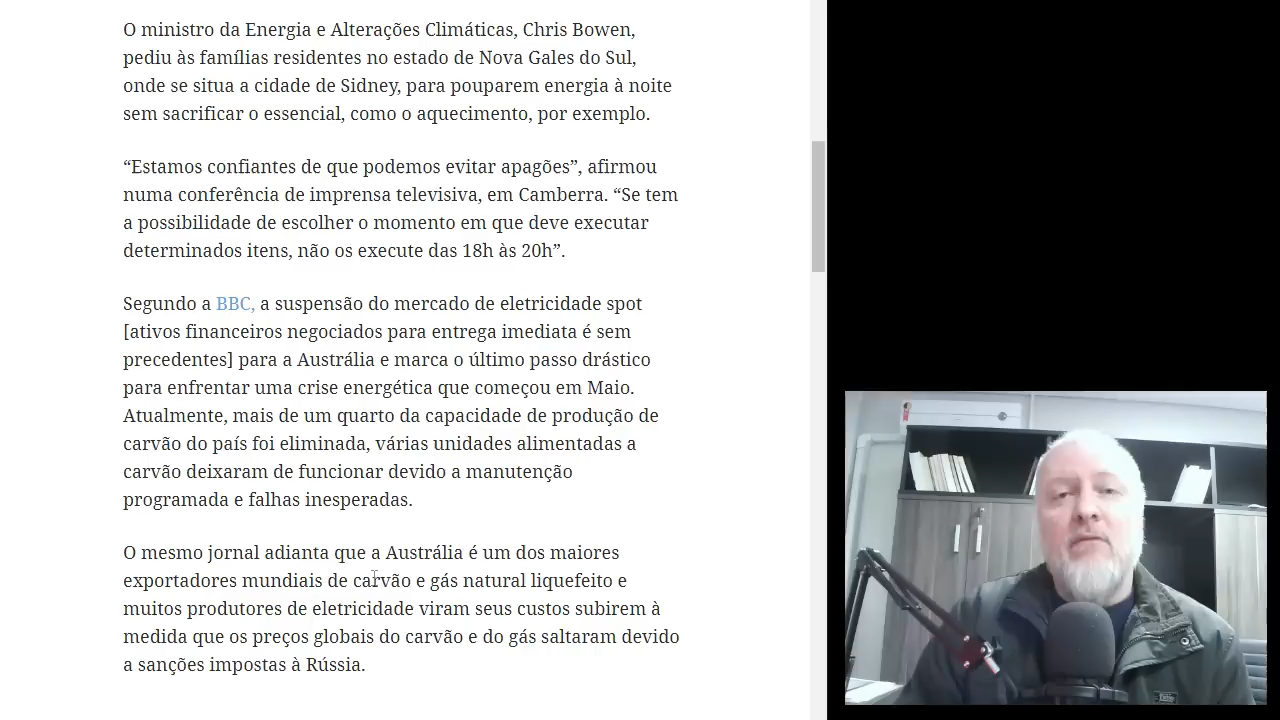 O ministro da Energia e Alterações Climáticas, Chris Bowen,
pediu às famílias residentes no estado de Nova Gales do Sul,
onde se situa a cidade de Sidney, para pouparem energia à noite
sem sacrificar o essencial, como o aquecimento, por exemplo.
“Estamos confiantes de que podemos evitar apagões”, afirmou
numa conferência de imprensa televisiva, em Camberra. “Se tem
a possibilidade de escolher o momento em que deve executar
determinados itens, não os execute das 18h às 20h”.
Segundo a BBC, a suspensão do mercado de eletricidade spot
[ativos financeiros negociados para entrega imediata é sem
precedentes] para a Austrália e marca o último passo drástico
para enfrentar uma crise energética que começou em Maio.
Atualmente, mais de um quarto da capacidade de produção de
carvão do país foi eliminada, várias unidades alimentadas a
carvão deixaram de funcionar devido a manutenção
programada e falhas inesperadas.
O mesmo jornal adianta que a Austrália é um dos maiores
exportadores mundiais de carvão e gás natural liquefeito e
muitos produtores de eletricidade viram seus custos subirem à
medida que os preços globais do carvão e do gás saltaram devido
a sanções impostas à Rússia.